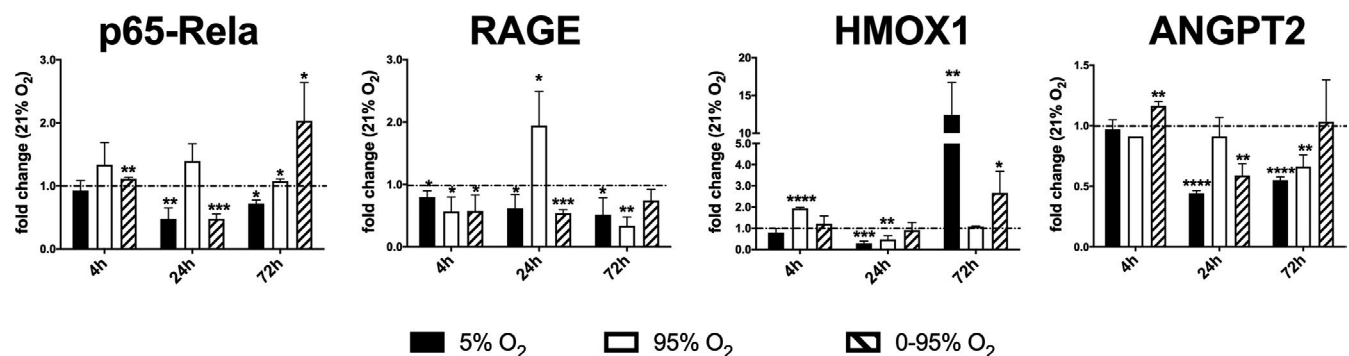 p65-Rela
RAGE
HMOX1
ANGPT2
fold change (21% O₂)
3.0
2.0
1.0
0.0
**
**
***
*
*
*
4h
24h
72h
fold change (21% O₂)
3.0
2.0
1.0
0.0
*
*
*
*
*
***
*
**
4h
24h
72h
fold change (21% O₂)
20
15
10
5.0
4.0
3.0
2.0
1.0
0.0
****
***
**
**
*
4h
24h
72h
fold change (21% O₂)
1.5
1.0
0.5
0.0
**
****
**
****
**
4h
24h
72h
5% O₂
95% O₂
0-95% O₂